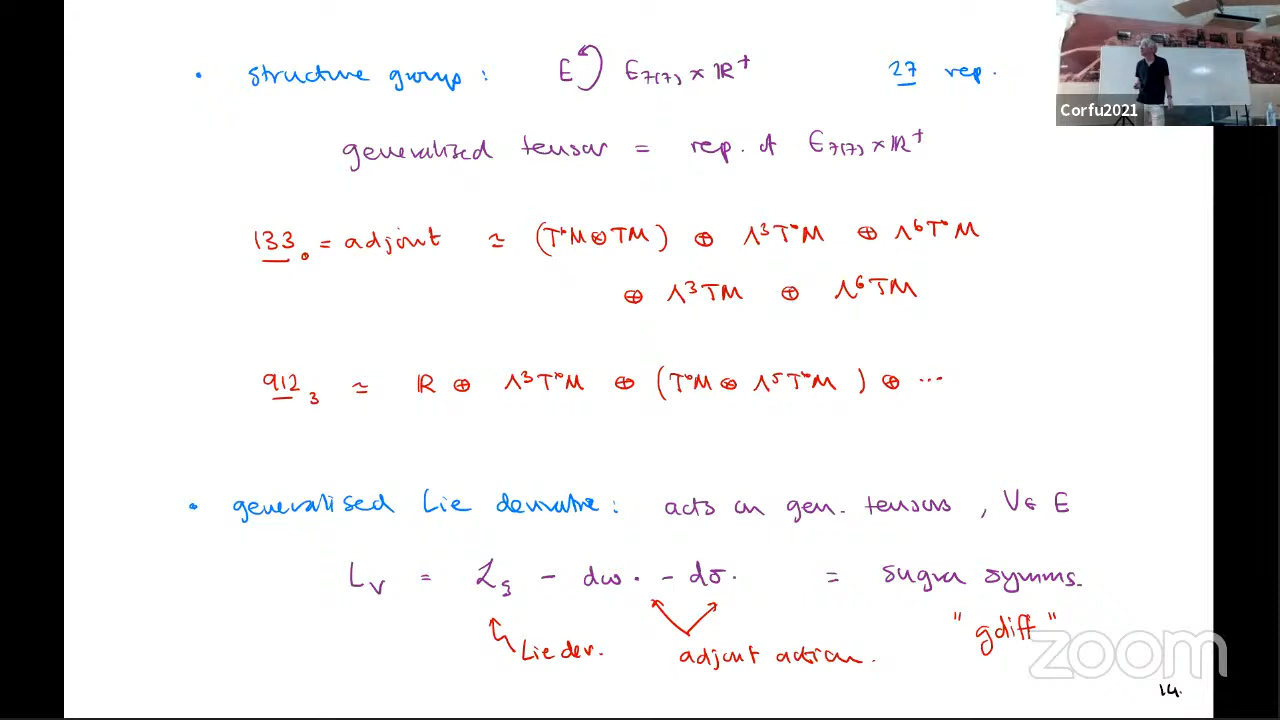 • structure group : E E₇₍₇₎ × ℝ⁺ 27 rep.
generalised tensor = rep. of E₇₍₇₎ × ℝ⁺
133₀ = adjoint ≃ (T*M ⊗ TM) ⊕ Λ³T*M ⊕ Λ⁶T*M
⊕ Λ³TM ⊕ Λ⁶TM
912₃ ≃ ℝ ⊕ Λ³T*M ⊕ (T*M ⊗ Λ⁵T*M) ⊕ ...
• generalised Lie derivative : acts on gen. tensors , V ∈ E
L_V = ℒ_ξ - dω· - dσ· = sugra symms.
"gdiff"
Lie der. adjoint action.
14.
Corfu2021
zoom